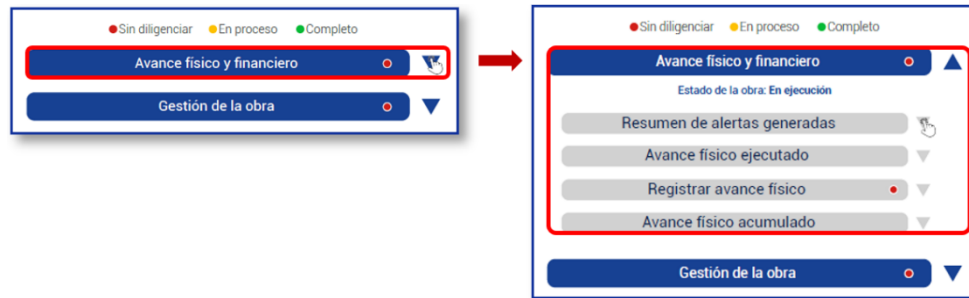 Sin diligenciar En proceso Completo
Avance físico y financiero
Gestión de la obra
Sin diligenciar En proceso Completo
Avance físico y financiero
Estado de la obra: En ejecución
Resumen de alertas generadas
Avance físico ejecutado
Registrar avance físico
Avance físico acumulado
Gestión de la obra